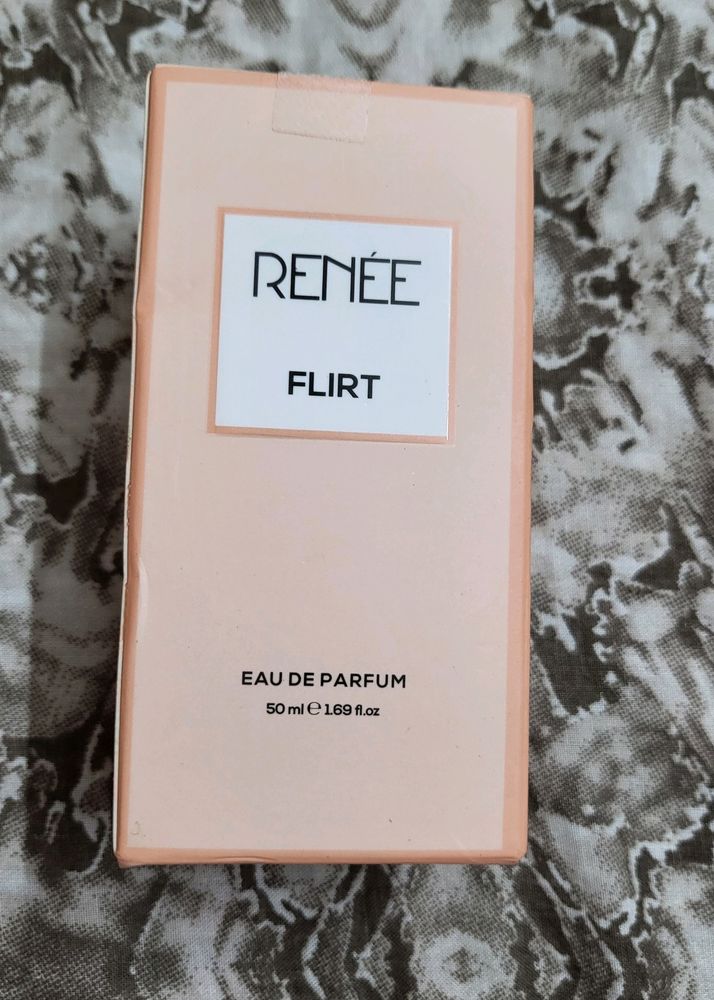 RENÉE
FLIRT
EAU DE PARFUM
50 ml ℮ 1.69 fl.oz